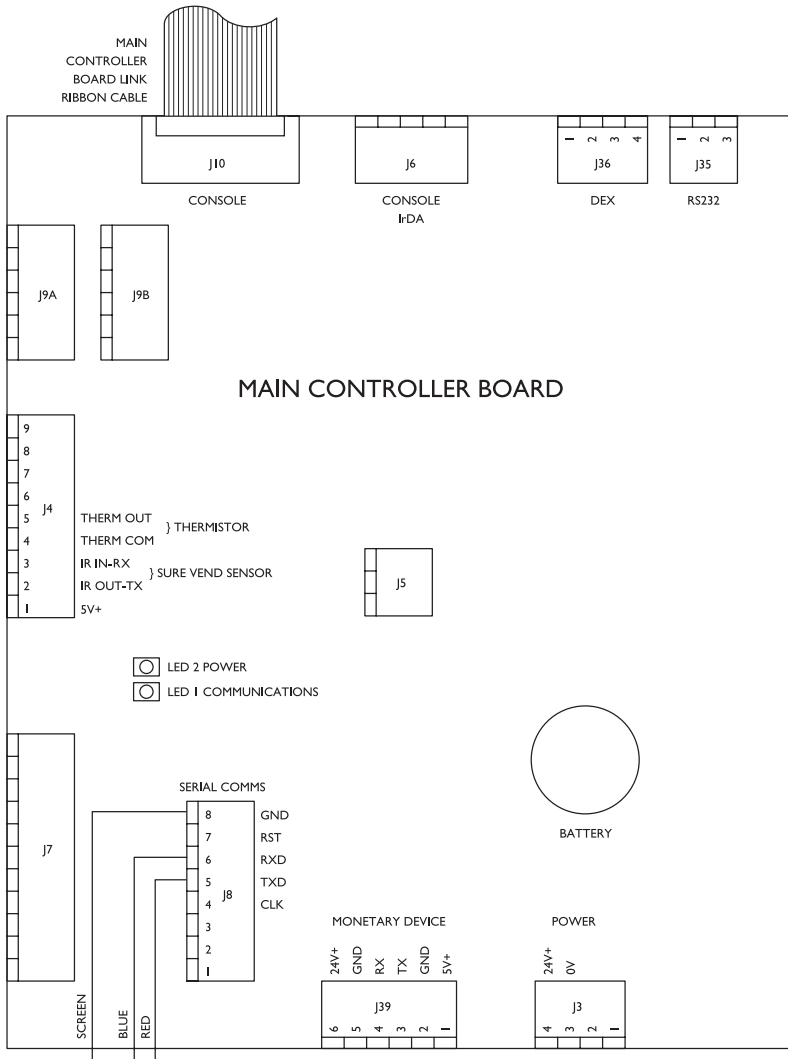 MAIN
CONTROLLER
BOARD LINK
RIBBON CABLE
J10
CONSOLE
J6
CONSOLE
IrDA
1 2 3 4
J36
DEX
1 2 3
J35
RS232
J9A
J9B
MAIN CONTROLLER BOARD
J4
9
8
7
6
5 THERM OUT
} THERMISTOR
4 THERM COM
3 IR IN-RX
} SURE VEND SENSOR
2 IR OUT-TX
1 5V+
J5
LED 2 POWER
LED 1 COMMUNICATIONS
BATTERY
J7
SERIAL COMMS
J8
8 GND
7 RST
6 RXD
5 TXD
4 CLK
3
2
1
SCREEN
BLUE
RED
MONETARY DEVICE
24V+ GND RX TX GND 5V+
J39
6 5 4 3 2 1
POWER
24V+ 0V
J3
4 3 2 1